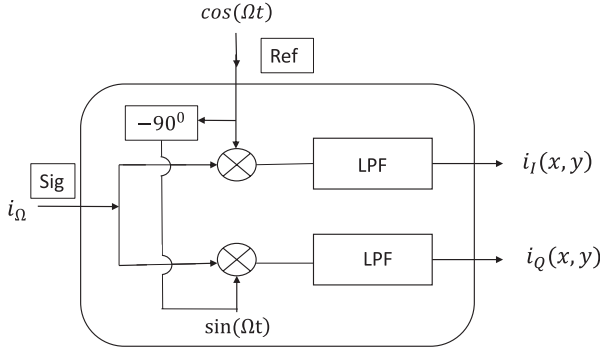 cos(Ωt)
Ref
−90⁰
Sig
LPF
i_I(x, y)
i_Ω
LPF
i_Q(x, y)
sin(Ωt)